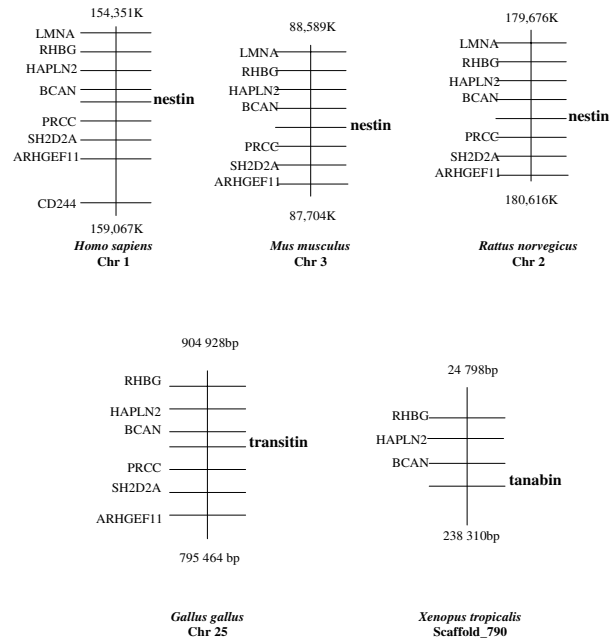 154,351K
LMNA
RHBG
HAPLN2
BCAN
nestin
PRCC
SH2D2A
ARHGEF11
CD244
159,067K
Homo sapiens
Chr 1
88,589K
LMNA
RHBG
HAPLN2
BCAN
nestin
PRCC
SH2D2A
ARHGEF11
87,704K
Mus musculus
Chr 3
179,676K
LMNA
RHBG
HAPLN2
BCAN
nestin
PRCC
SH2D2A
ARHGEF11
180,616K
Rattus norvegicus
Chr 2
904 928bp
RHBG
HAPLN2
BCAN
transitin
PRCC
SH2D2A
ARHGEF11
795 464 bp
Gallus gallus
Chr 25
24 798bp
RHBG
HAPLN2
BCAN
tanabin
238 310bp
Xenopus tropicalis
Scaffold_790